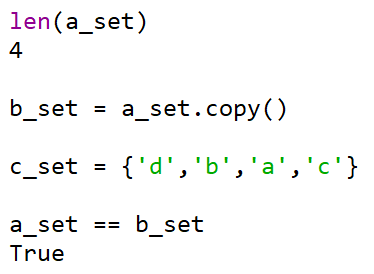 len(a_set)
4
b_set = a_set.copy()
c_set = {'d','b','a','c'}
a_set == b_set
True